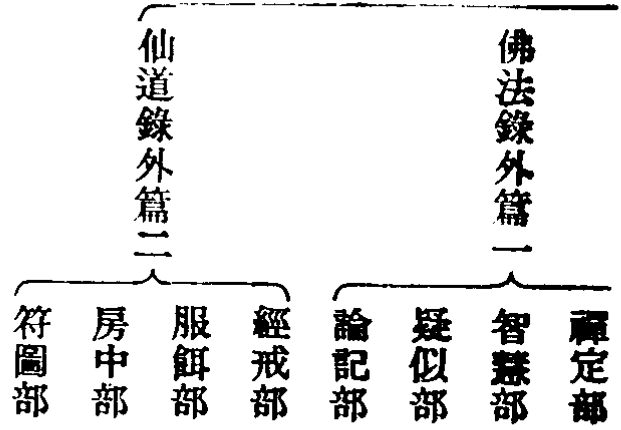 佛法錄外篇一
禪定部
智慧部
疑似部
論記部
仙道錄外篇二
經戒部
服餌部
房中部
符圖部